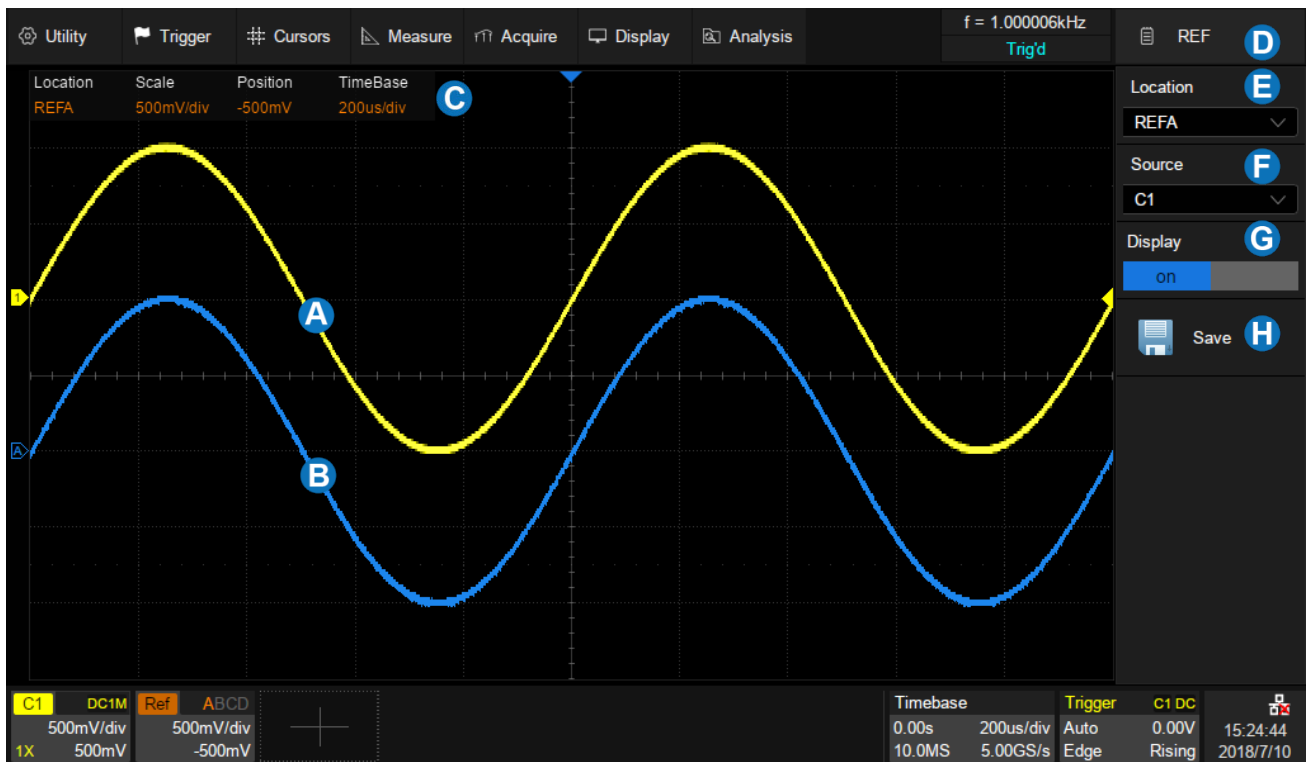 Utility Trigger Cursors Measure Acquire Display Analysis f = 1.000006kHz REF D
Trig'd
Location Scale Position TimeBase C
REFA 500mV/div -500mV 200us/div
Location E
REFA
Source F
C1
Display G
on
Save H
1
A
A
B
C1 DC1M Ref ABCD Timebase Trigger C1 DC
500mV/div 500mV/div 0.00s 200us/div Auto 0.00V 15:24:44
1X 500mV -500mV 10.0MS 5.00GS/s Edge Rising 2018/7/10